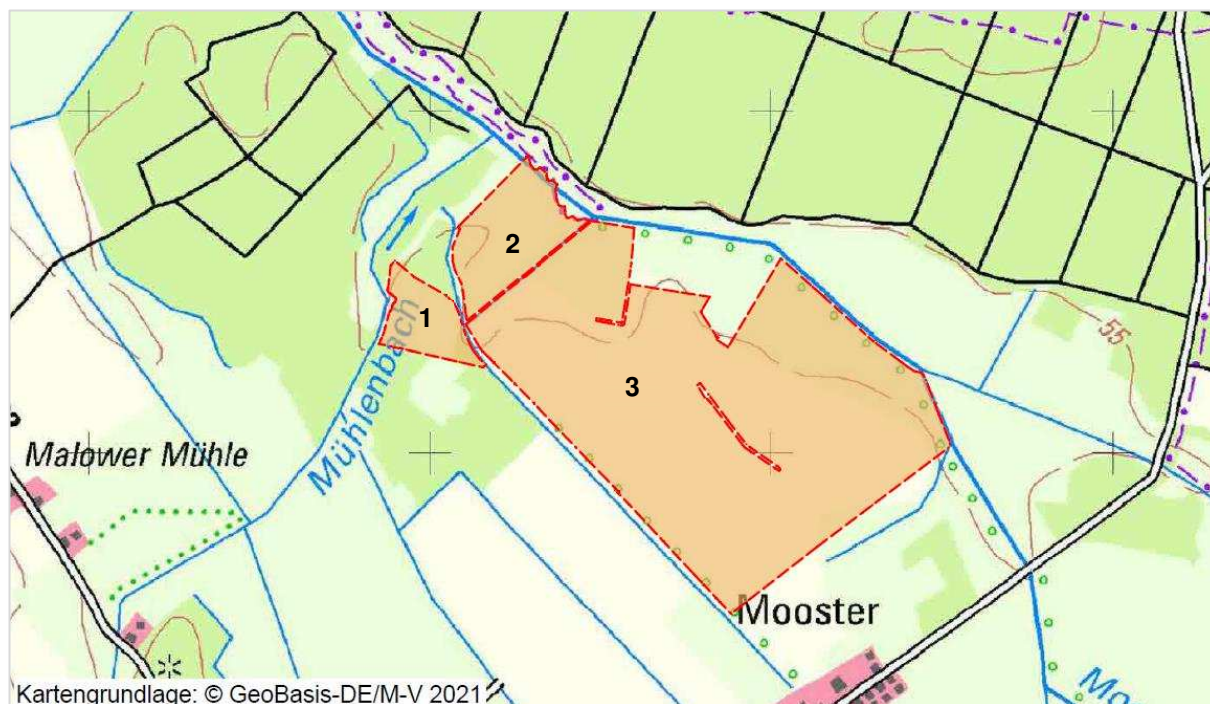 2
1
55
3
Mühlenbach
Malower Mühle
Mooster
Kartengrundlage: © GeoBasis-DE/M-V 2021